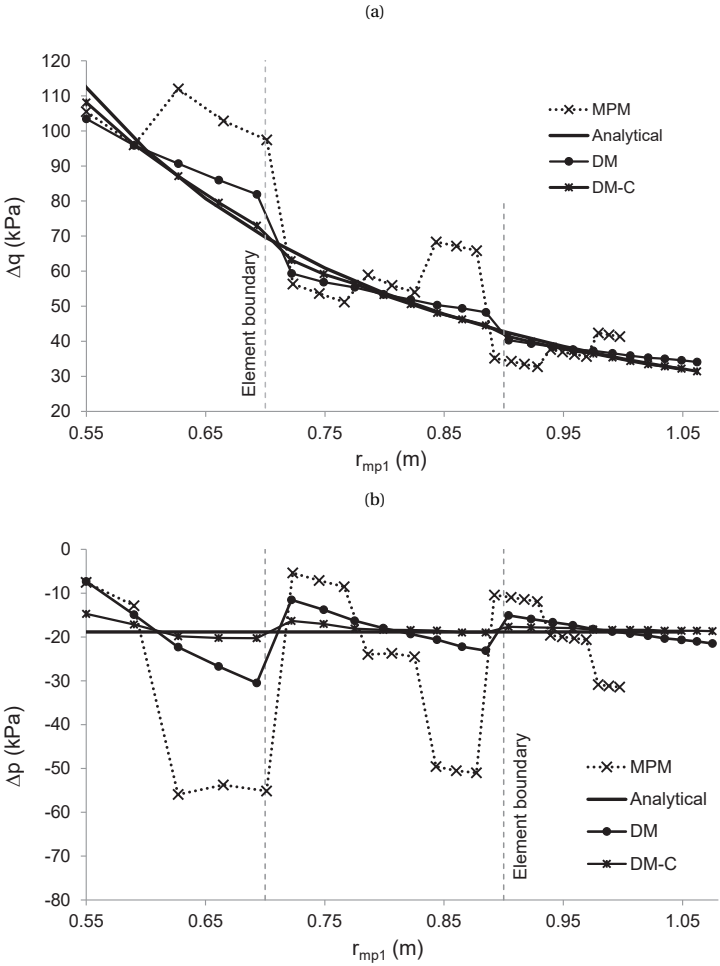 (a)
120
110
100
90
80
70
60
50
40
30
20
Δq (kPa)
Element boundary
MPM
Analytical
DM
DM-C
0.55 0.65 0.75 0.85 0.95 1.05
rmp1 (m)
(b)
0
-10
-20
-30
-40
-50
-60
-70
-80
Δp (kPa)
Element boundary
MPM
Analytical
DM
DM-C
0.55 0.65 0.75 0.85 0.95 1.05
rmp1 (m)